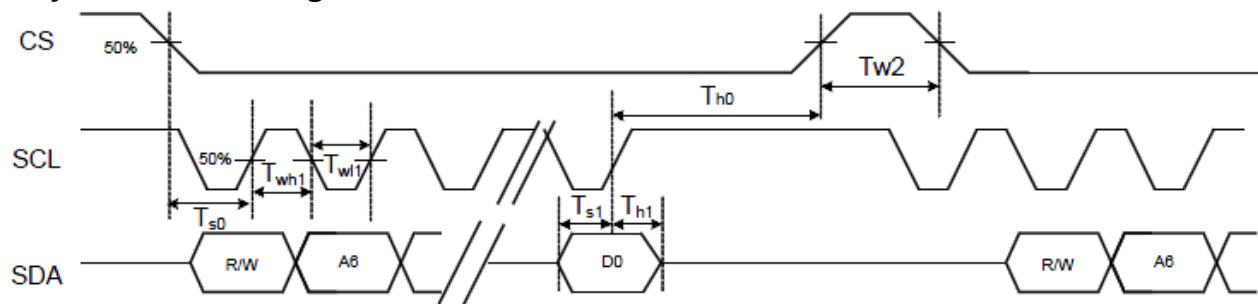 CS
50%
Tw2
Th0
SCL
50%
Twh1
Twl1
Ts0
Ts1
Th1
SDA
R/W
A6
D0
R/W
A6